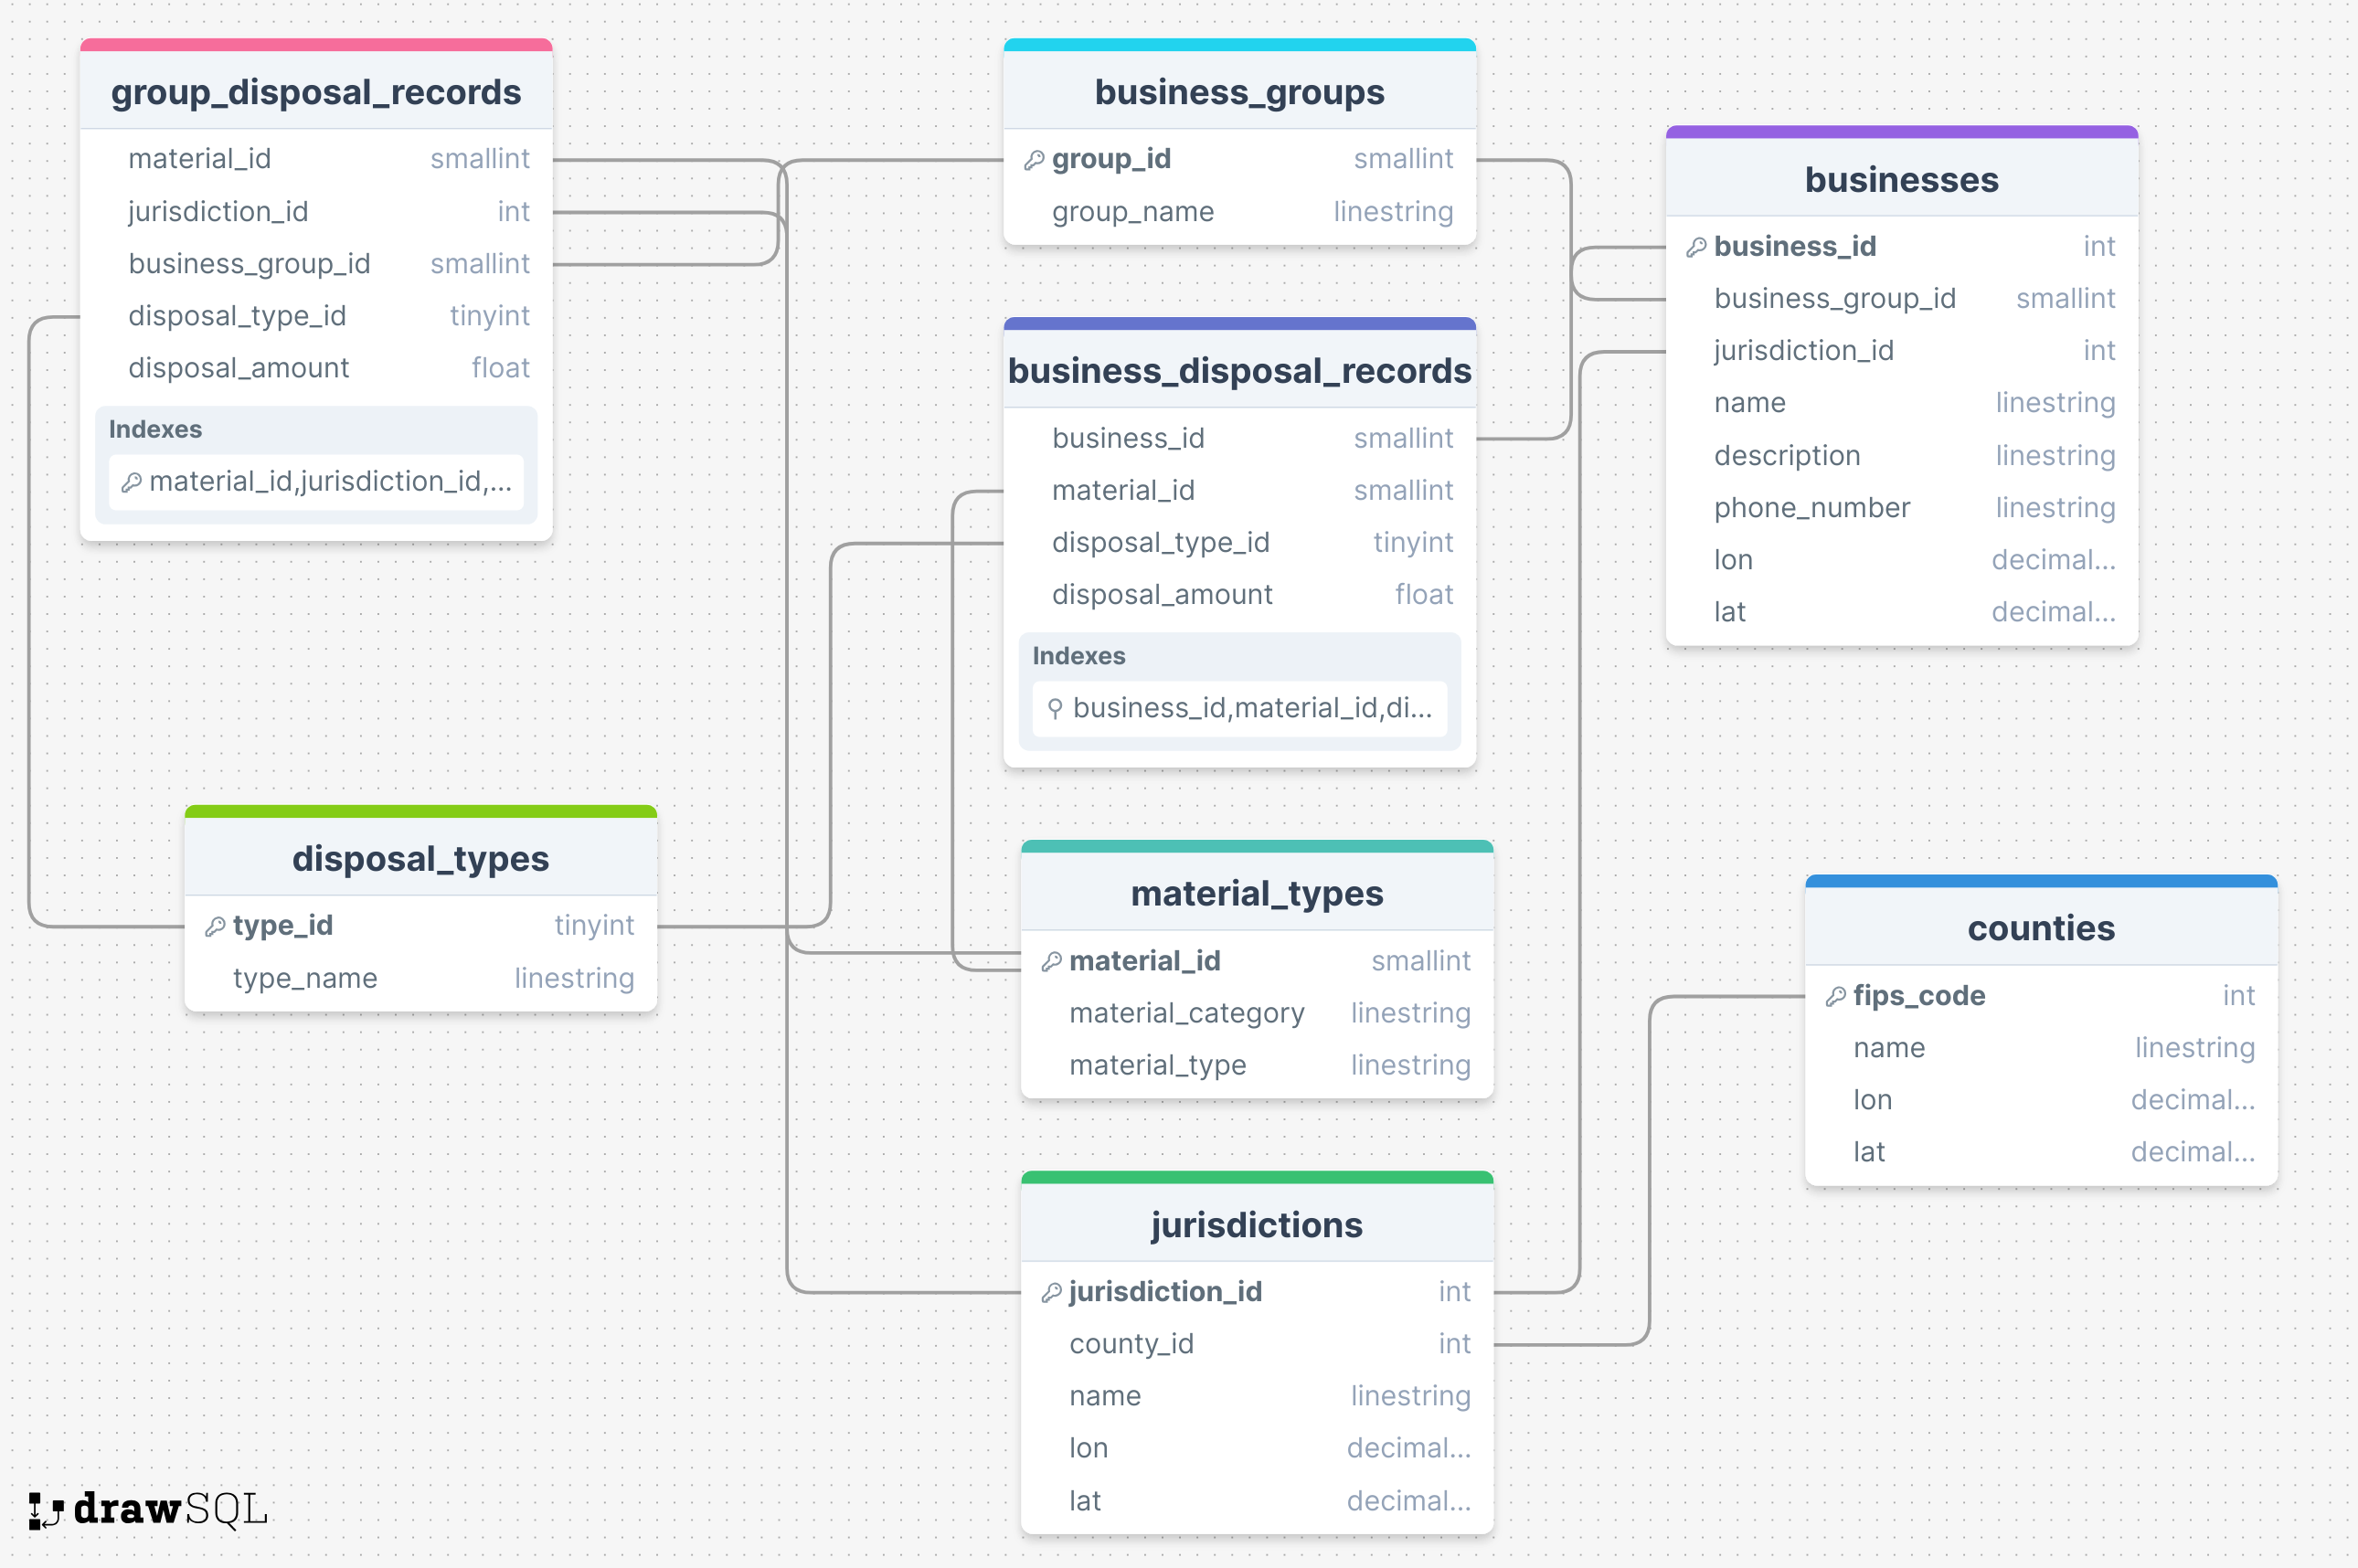 group_disposal_records
material_id smallint
jurisdiction_id int
business_group_id smallint
disposal_type_id tinyint
disposal_amount float
Indexes
material_id,jurisdiction_id,...
business_groups
group_id smallint
group_name linestring
businesses
business_id int
business_group_id smallint
jurisdiction_id int
name linestring
description linestring
phone_number linestring
lon decimal...
lat decimal...
business_disposal_records
business_id smallint
material_id smallint
disposal_type_id tinyint
disposal_amount float
Indexes
business_id,material_id,di...
disposal_types
type_id tinyint
type_name linestring
material_types
material_id smallint
material_category linestring
material_type linestring
counties
fips_code int
name linestring
lon decimal...
lat decimal...
jurisdictions
jurisdiction_id int
county_id int
name linestring
lon decimal...
lat decimal...
drawSQL